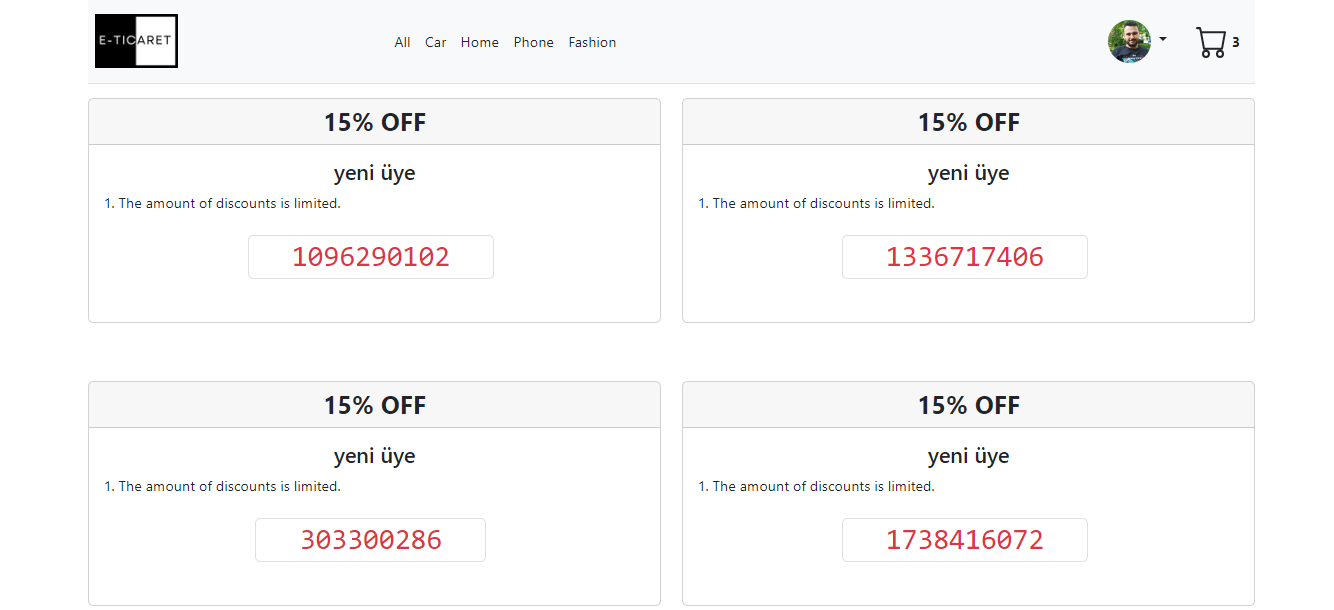 E-TICARET
All Car Home Phone Fashion
3
15% OFF
yeni üye
1. The amount of discounts is limited.
1096290102
15% OFF
yeni üye
1. The amount of discounts is limited.
1336717406
15% OFF
yeni üye
1. The amount of discounts is limited.
303300286
15% OFF
yeni üye
1. The amount of discounts is limited.
1738416072